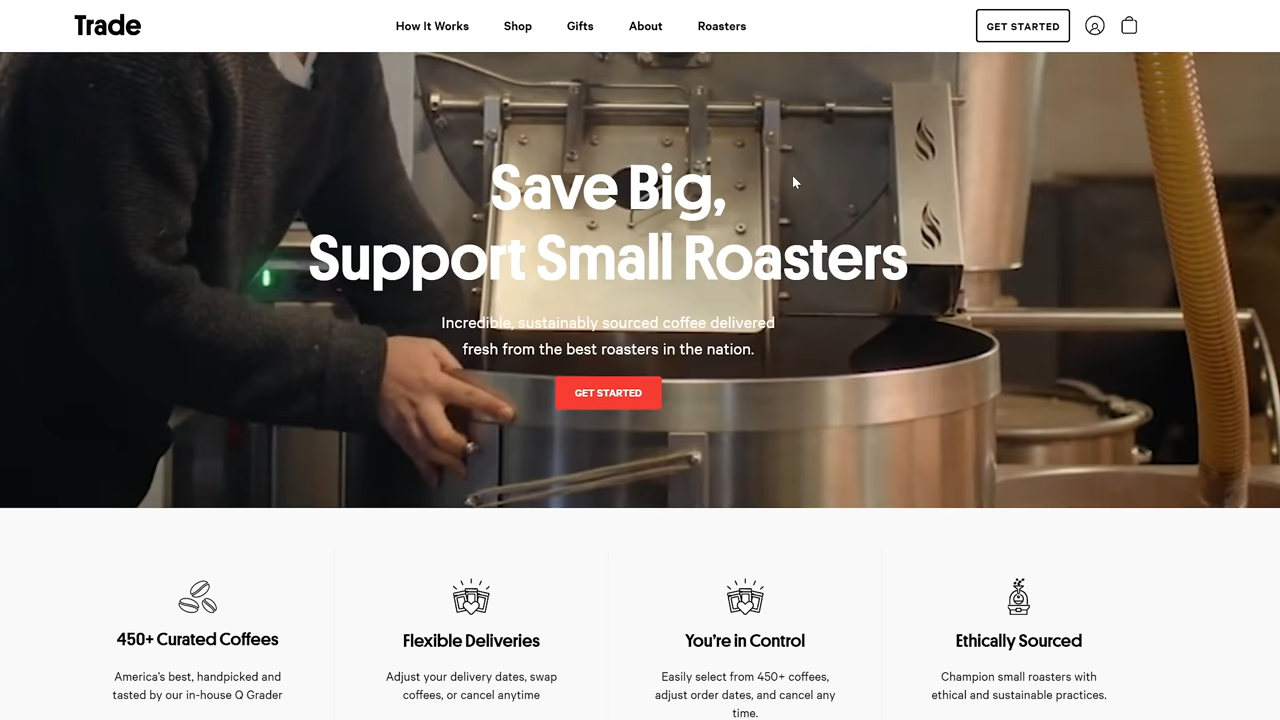 Trade
How It Works
Shop
Gifts
About
Roasters
GET STARTED
Save Big,
Support Small Roasters
Incredible, sustainably sourced coffee delivered
fresh from the best roasters in the nation.
GET STARTED
450+ Curated Coffees
America's best, handpicked and
tasted by our in-house Q Grader
Flexible Deliveries
Adjust your delivery dates, swap
coffees, or cancel anytime
You're in Control
Easily select from 450+ coffees,
adjust order dates, and cancel any
time.
Ethically Sourced
Champion small roasters with
ethical and sustainable practices.